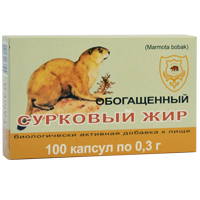 (Marmota bobak)
ОБОГАЩЕННЫЙ
СУРКОВЫЙ ЖИР
биологически активная добавка к пище
100 капсул по 0,3 г